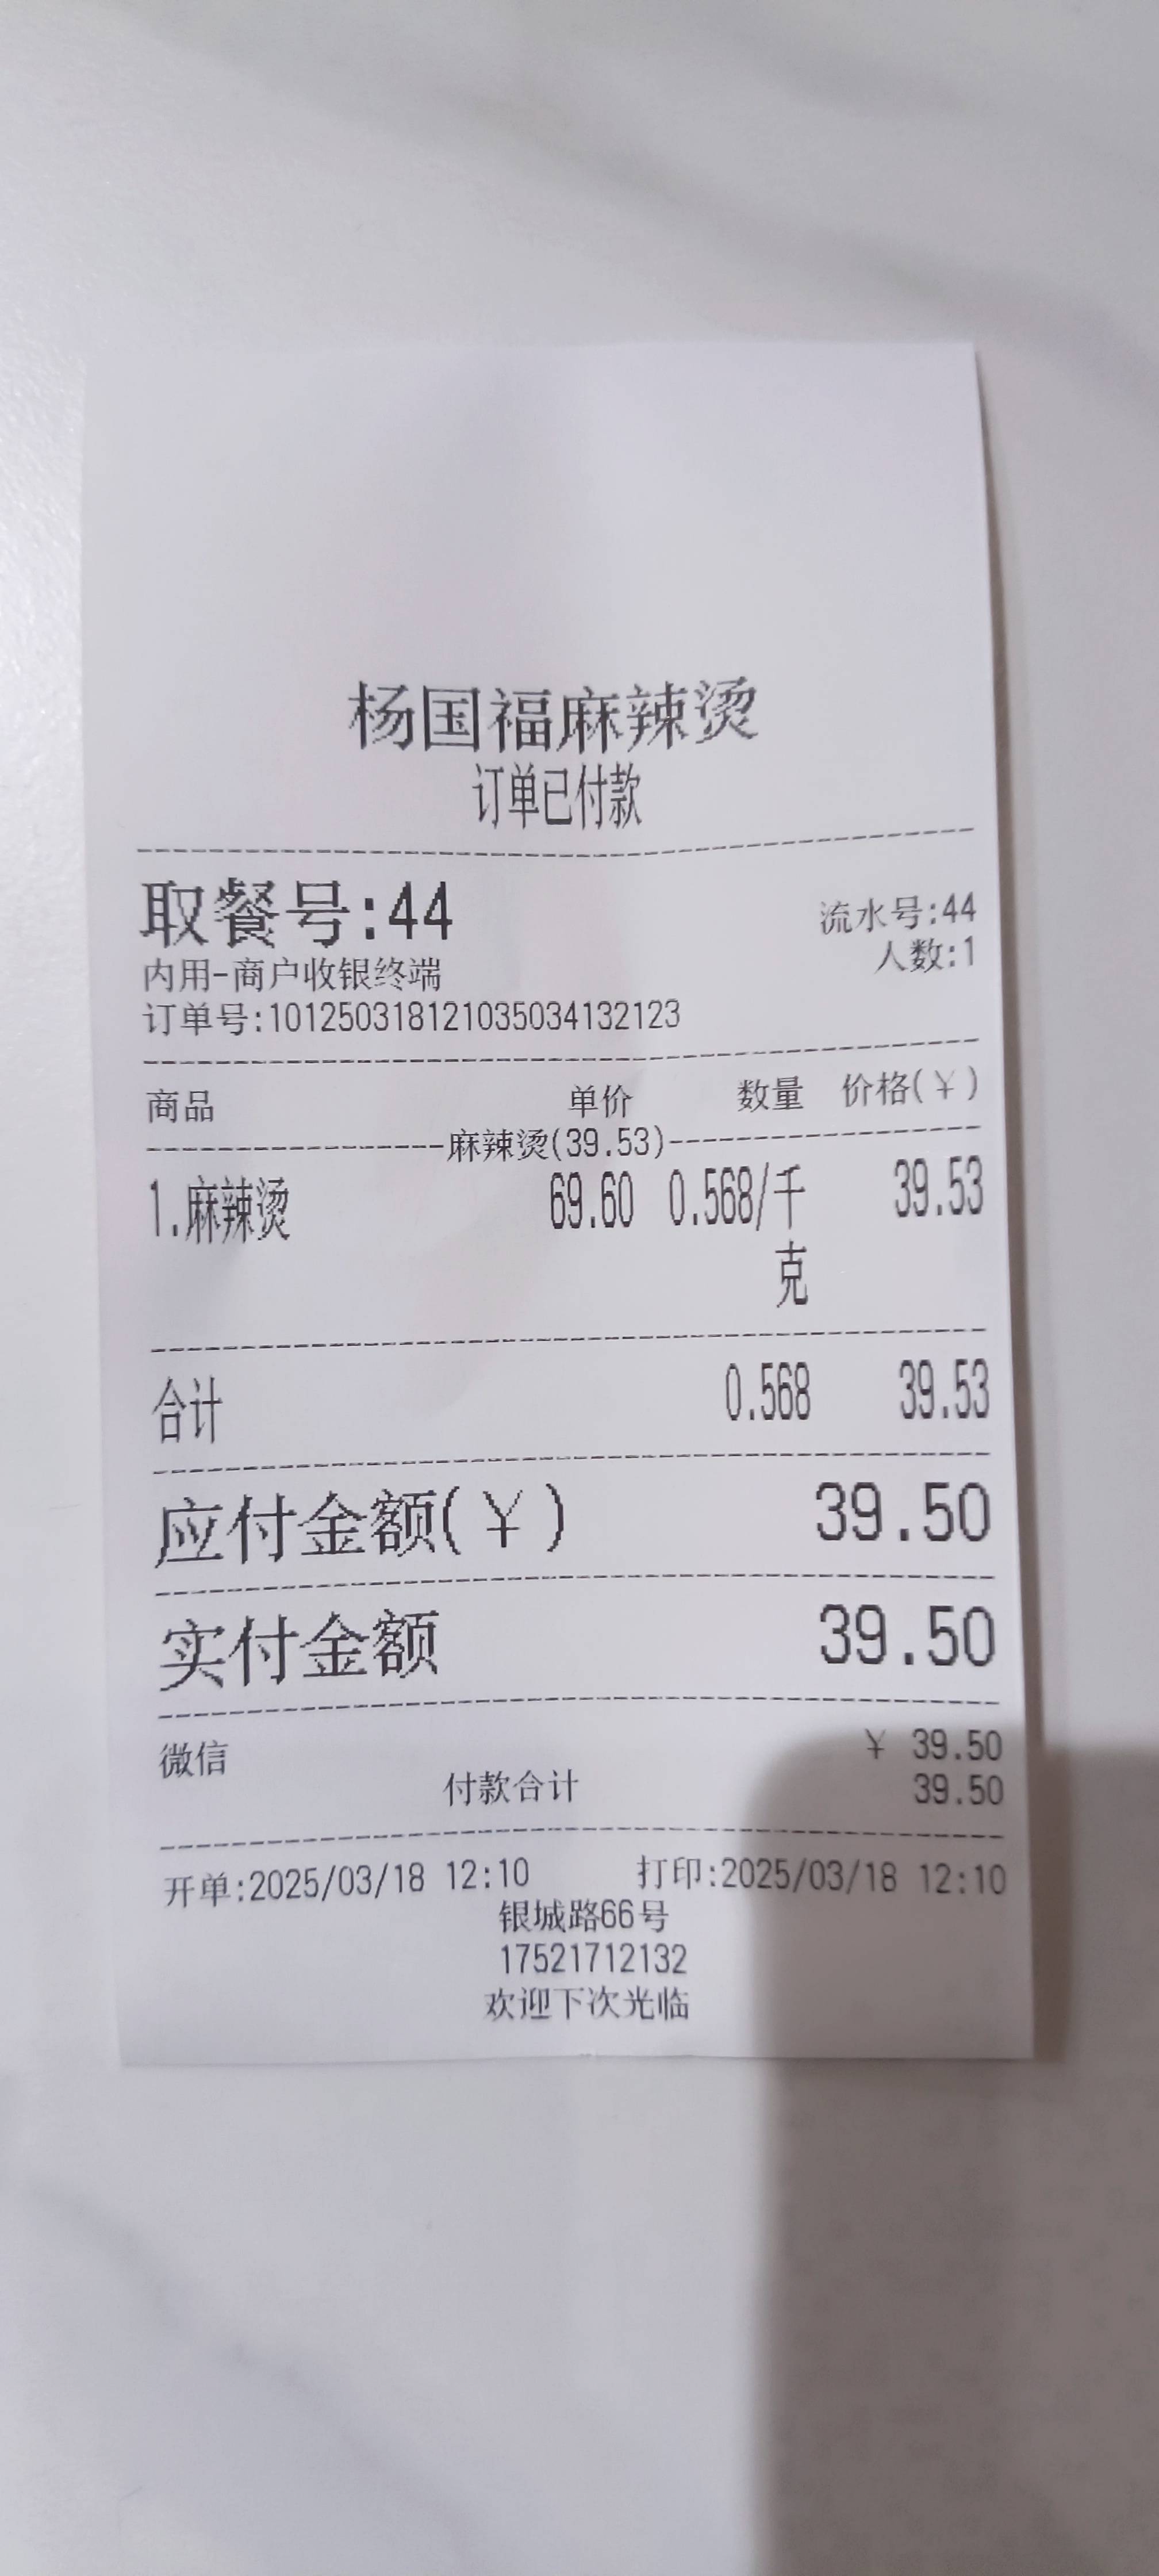 杨国福麻辣烫
订单已付款
取餐号:44 流水号:44
内用-商户收银终端 人数:1
订单号:101250318121035034132123
商品 单价 数量 价格(¥)
麻辣烫(39.53)
1.麻辣烫 69.60 0.568/千 39.53
克
合计 0.568 39.53
应付金额(¥) 39.50
实付金额 39.50
微信 ¥ 39.50
付款合计 39.50
开单:2025/03/18 12:10 打印:2025/03/18 12:10
银城路66号
17521712132
欢迎下次光临